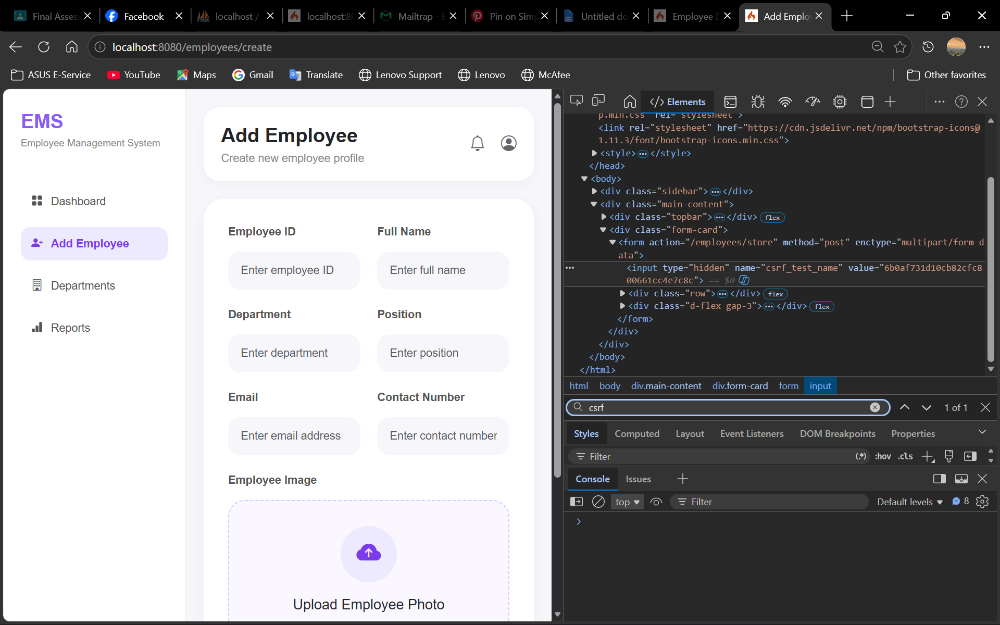 Final Assess
Facebook
localhost /
localhost:80
Mailtrap - E
Pin on Simp
Untitled do
Employee D
Add Employ
localhost:8080/employees/create
ASUS E-Service
YouTube
Maps
Gmail
Translate
Lenovo Support
Lenovo
McAfee
Other favorites
EMS
Employee Management System
Dashboard
Add Employee
Departments
Reports
Add Employee
Create new employee profile
Employee ID
Full Name
Enter employee ID
Enter full name
Department
Position
Enter department
Enter position
Email
Contact Number
Enter email address
Enter contact number
Employee Image
Upload Employee Photo
</> Elements
p.min.css" rel="stylesheet">
<link rel="stylesheet" href="https://cdn.jsdelivr.net/npm/bootstrap-icons@
1.11.3/font/bootstrap-icons.min.css">
<style>…</style>
</head>
<body>
<div class="sidebar">…</div>
<div class="main-content">
<div class="topbar">…</div> flex
<div class="form-card">
<form action="/employees/store" method="post" enctype="multipart/form-d
ata">
<input type="hidden" name="csrf_test_name" value="6b0af731d10cb82cfc8
00661cc4e7c8c"> == $0
<div class="row">…</div> flex
<div class="d-flex gap-3">…</div> flex
</form>
</div>
</div>
</body>
</html>
html body div.main-content div.form-card form input
csrf
1 of 1
Styles Computed Layout Event Listeners DOM Breakpoints Properties
Filter
(.*) :hov .cls
Console Issues
top
Filter
Default levels
8